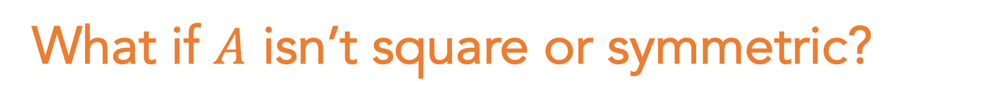 What if A isn’t square or symmetric?